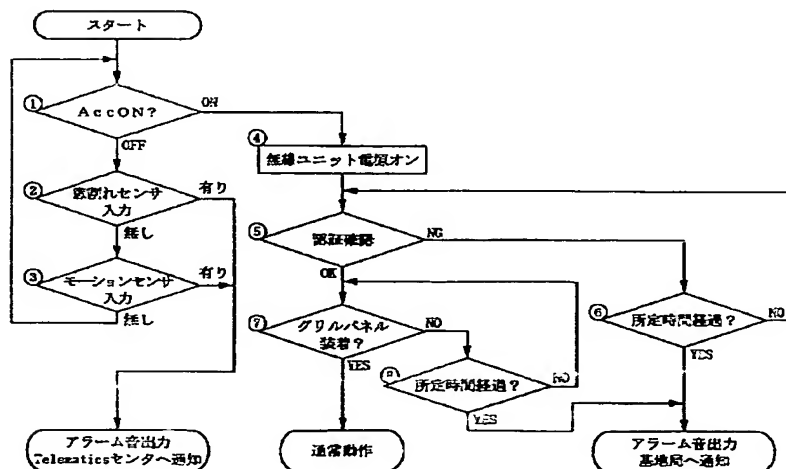 スタート
①
AccON?
ON
OFF
②
窓割れセンサ
入力
有り
無し
③
モーションセンサ
入力
有り
無し
アラーム音出力
Telematicsセンタへ通知
④
無線ユニット電源オン
⑤
認証確認
NG
OK
⑥
所定時間経過?
NO
YES
⑦
グリルパネル
装着?
NO
YES
所定時間経過?
NO
YES
通常動作
アラーム音出力
基地局へ通知